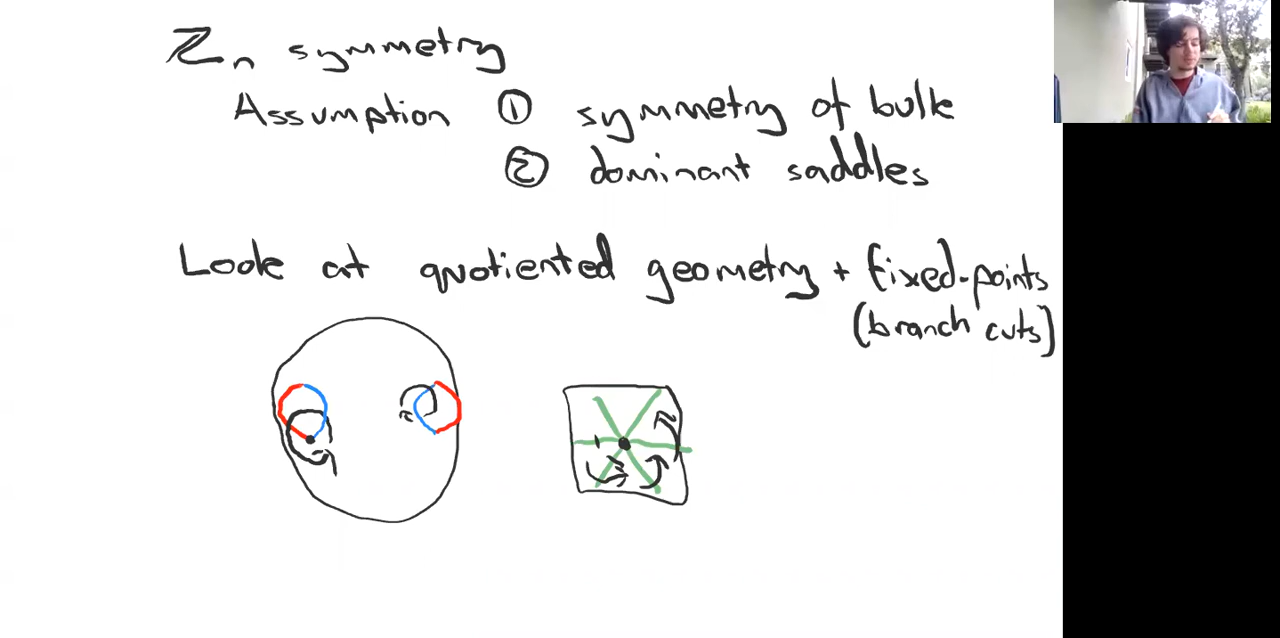 ℤn symmetry
Assumption ① symmetry of bulk
② dominant saddles
Look at quotiented geometry + fixed-points
(branch cuts)